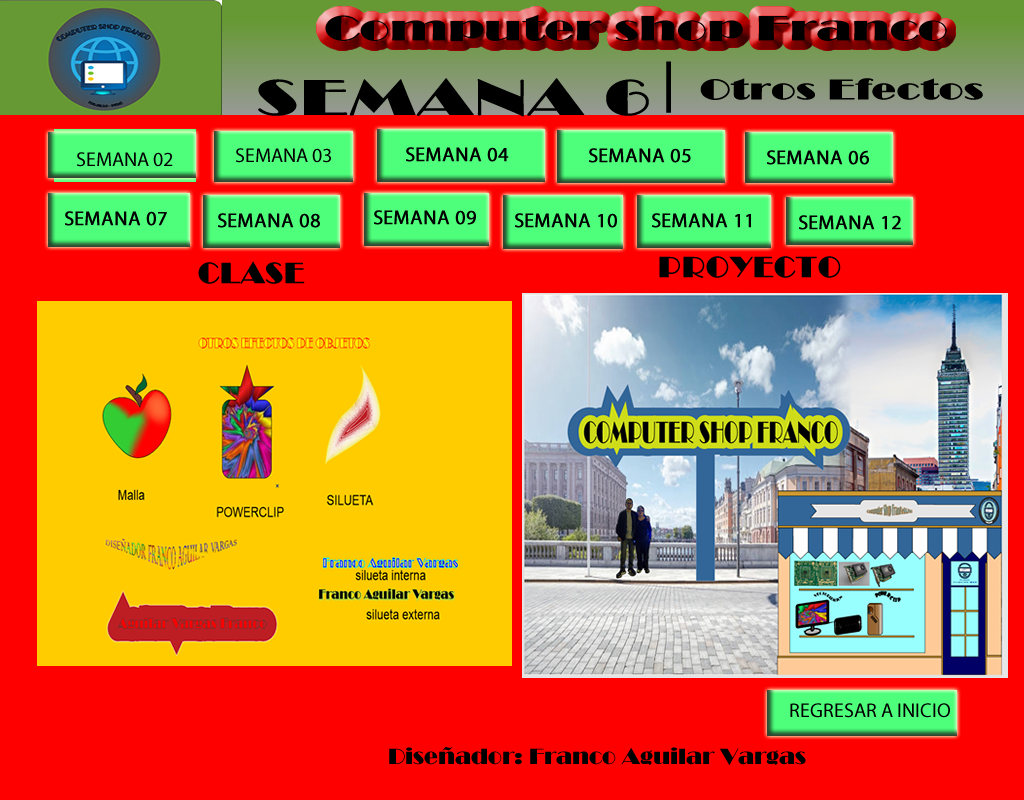 COMPUTER SHOP FRANCO
Computer shop Franco
SEMANA 6 | Otros Efectos
SEMANA 02 SEMANA 03 SEMANA 04 SEMANA 05 SEMANA 06
SEMANA 07 SEMANA 08 SEMANA 09 SEMANA 10 SEMANA 11 SEMANA 12
CLASE PROYECTO
OTROS EFECTOS DE OBJETOS
Malla
POWERCLIP
SILUETA
DISEÑADOR FRANCO AGUILAR VARGAS
Franco Aguilar Vargas
silueta interna
Franco Aguilar Vargas
silueta externa
Aguilar Vargas Franco
COMPUTER SHOP FRANCO
Computer Shop Franco
REGRESAR A INICIO
Diseñador: Franco Aguilar Vargas